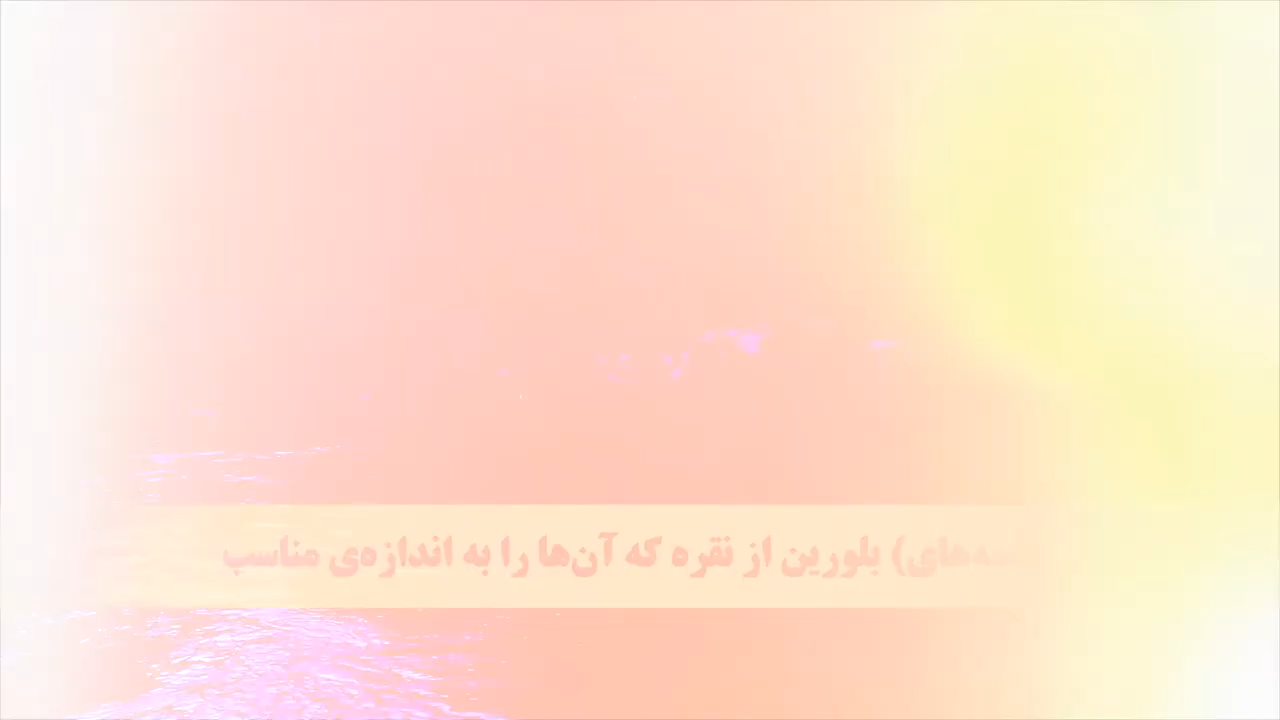 بلورین از نقره که آن‌ها را به اندازه‌ی مناسب